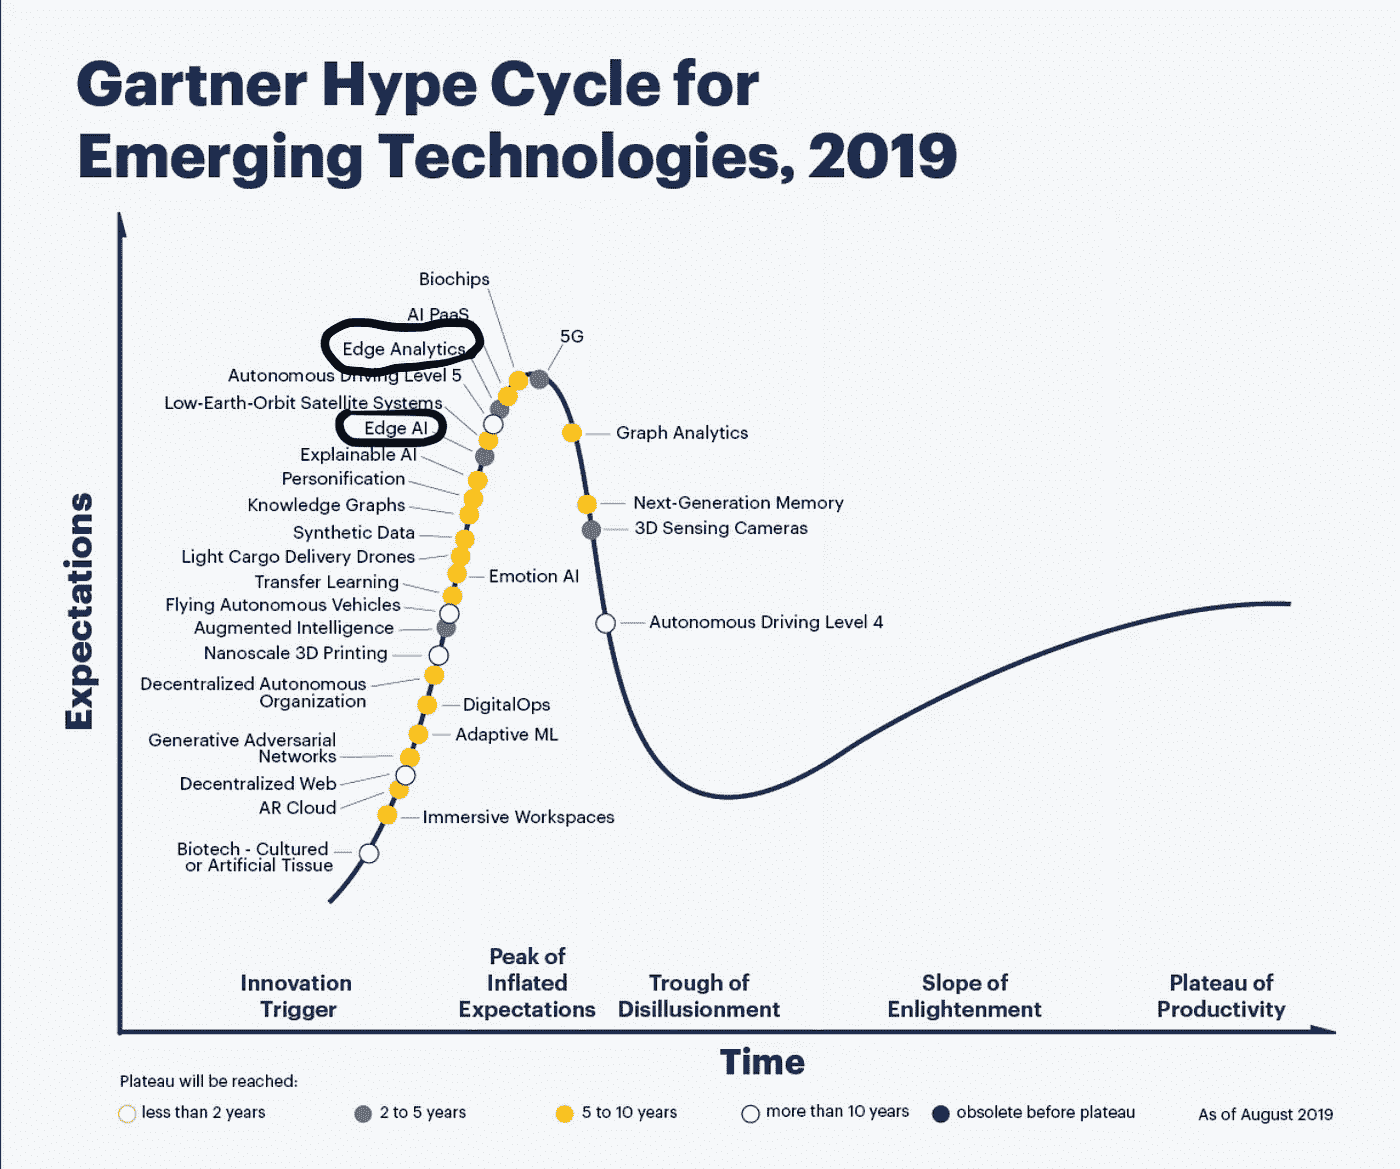 Gartner Hype Cycle for
Emerging Technologies, 2019
Expectations
Biochips
AI PaaS
5G
Edge Analytics
Autonomous Driving Level 5
Low-Earth-Orbit Satellite Systems
Edge AI
Graph Analytics
Explainable AI
Personification
Knowledge Graphs
Next-Generation Memory
3D Sensing Cameras
Synthetic Data
Light Cargo Delivery Drones
Emotion AI
Transfer Learning
Flying Autonomous Vehicles
Autonomous Driving Level 4
Augmented Intelligence
Nanoscale 3D Printing
Decentralized Autonomous
Organization
DigitalOps
Adaptive ML
Generative Adversarial
Networks
Decentralized Web
AR Cloud
Immersive Workspaces
Biotech - Cultured
or Artificial Tissue
Innovation
Trigger
Peak of
Inflated
Expectations
Trough of
Disillusionment
Slope of
Enlightenment
Plateau of
Productivity
Time
Plateau will be reached:
less than 2 years
2 to 5 years
5 to 10 years
more than 10 years
obsolete before plateau
As of August 2019